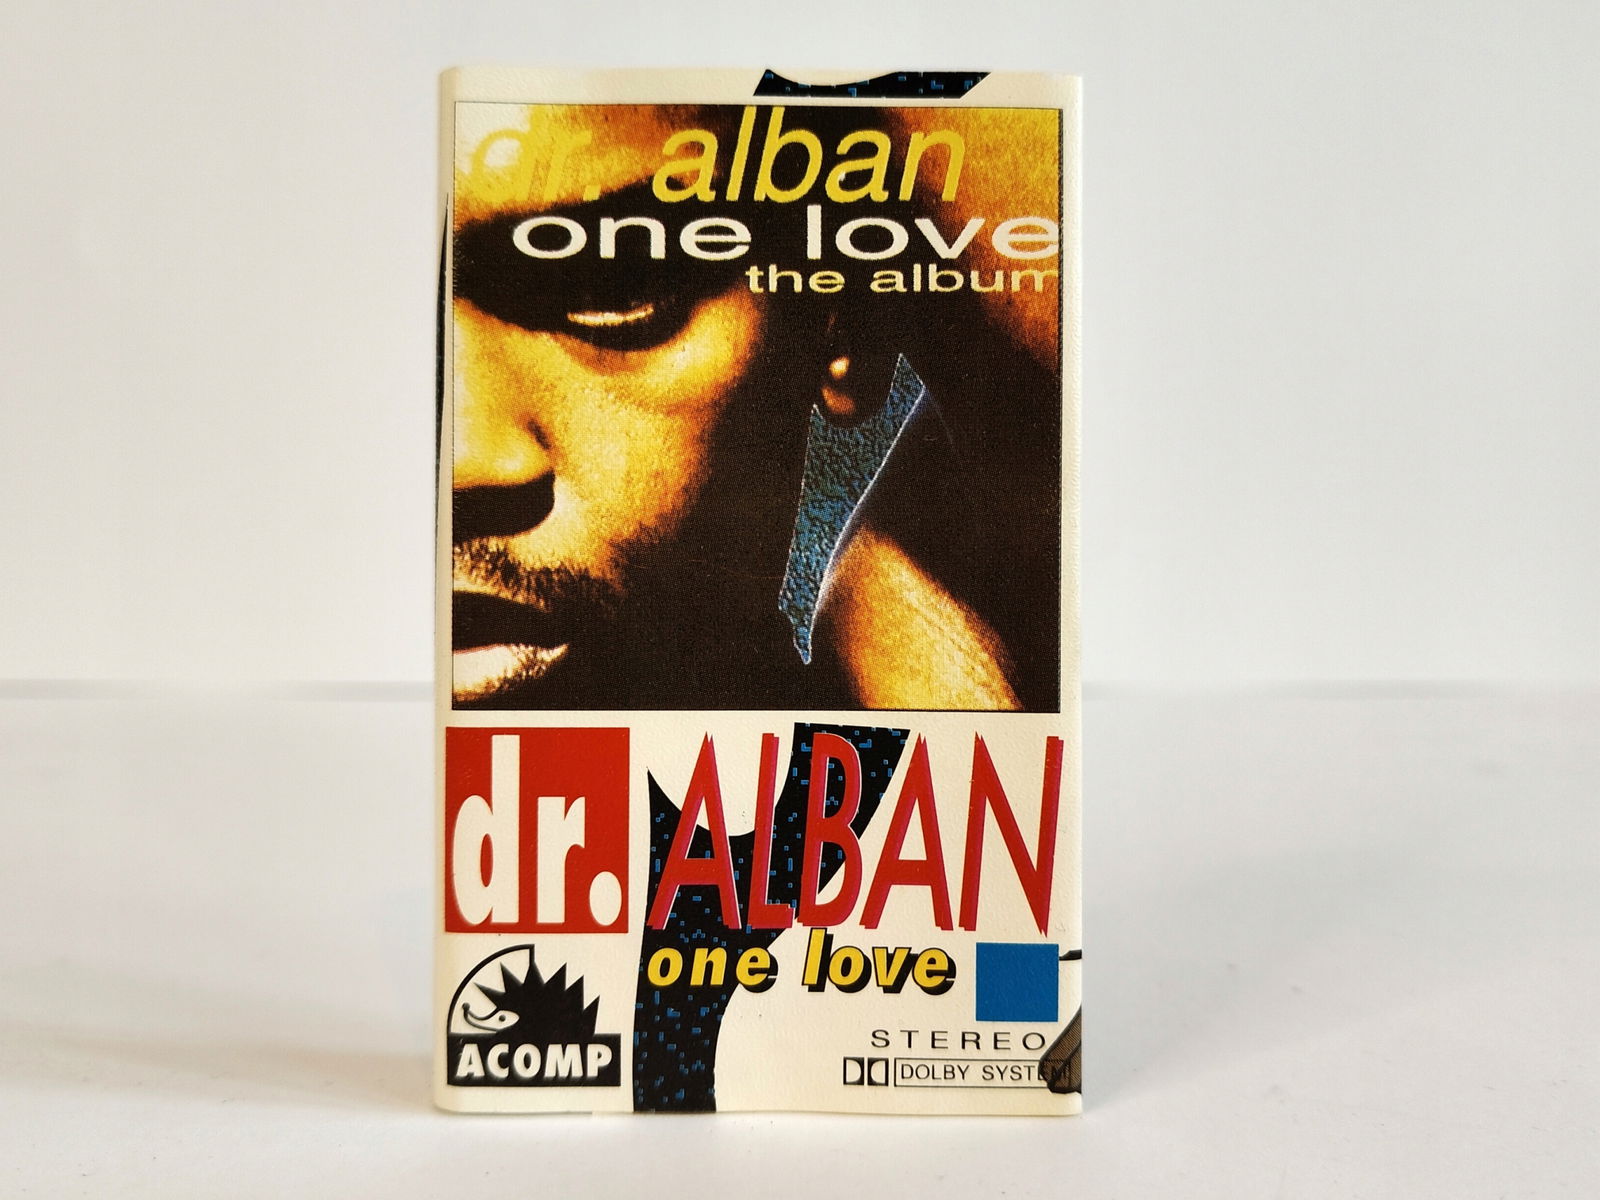 dr. alban
one love
the album
dr. ALBAN
one love
ACOMP
STEREO
DOLBY SYSTEM